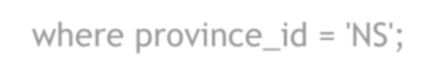 where province_id = 'NS';